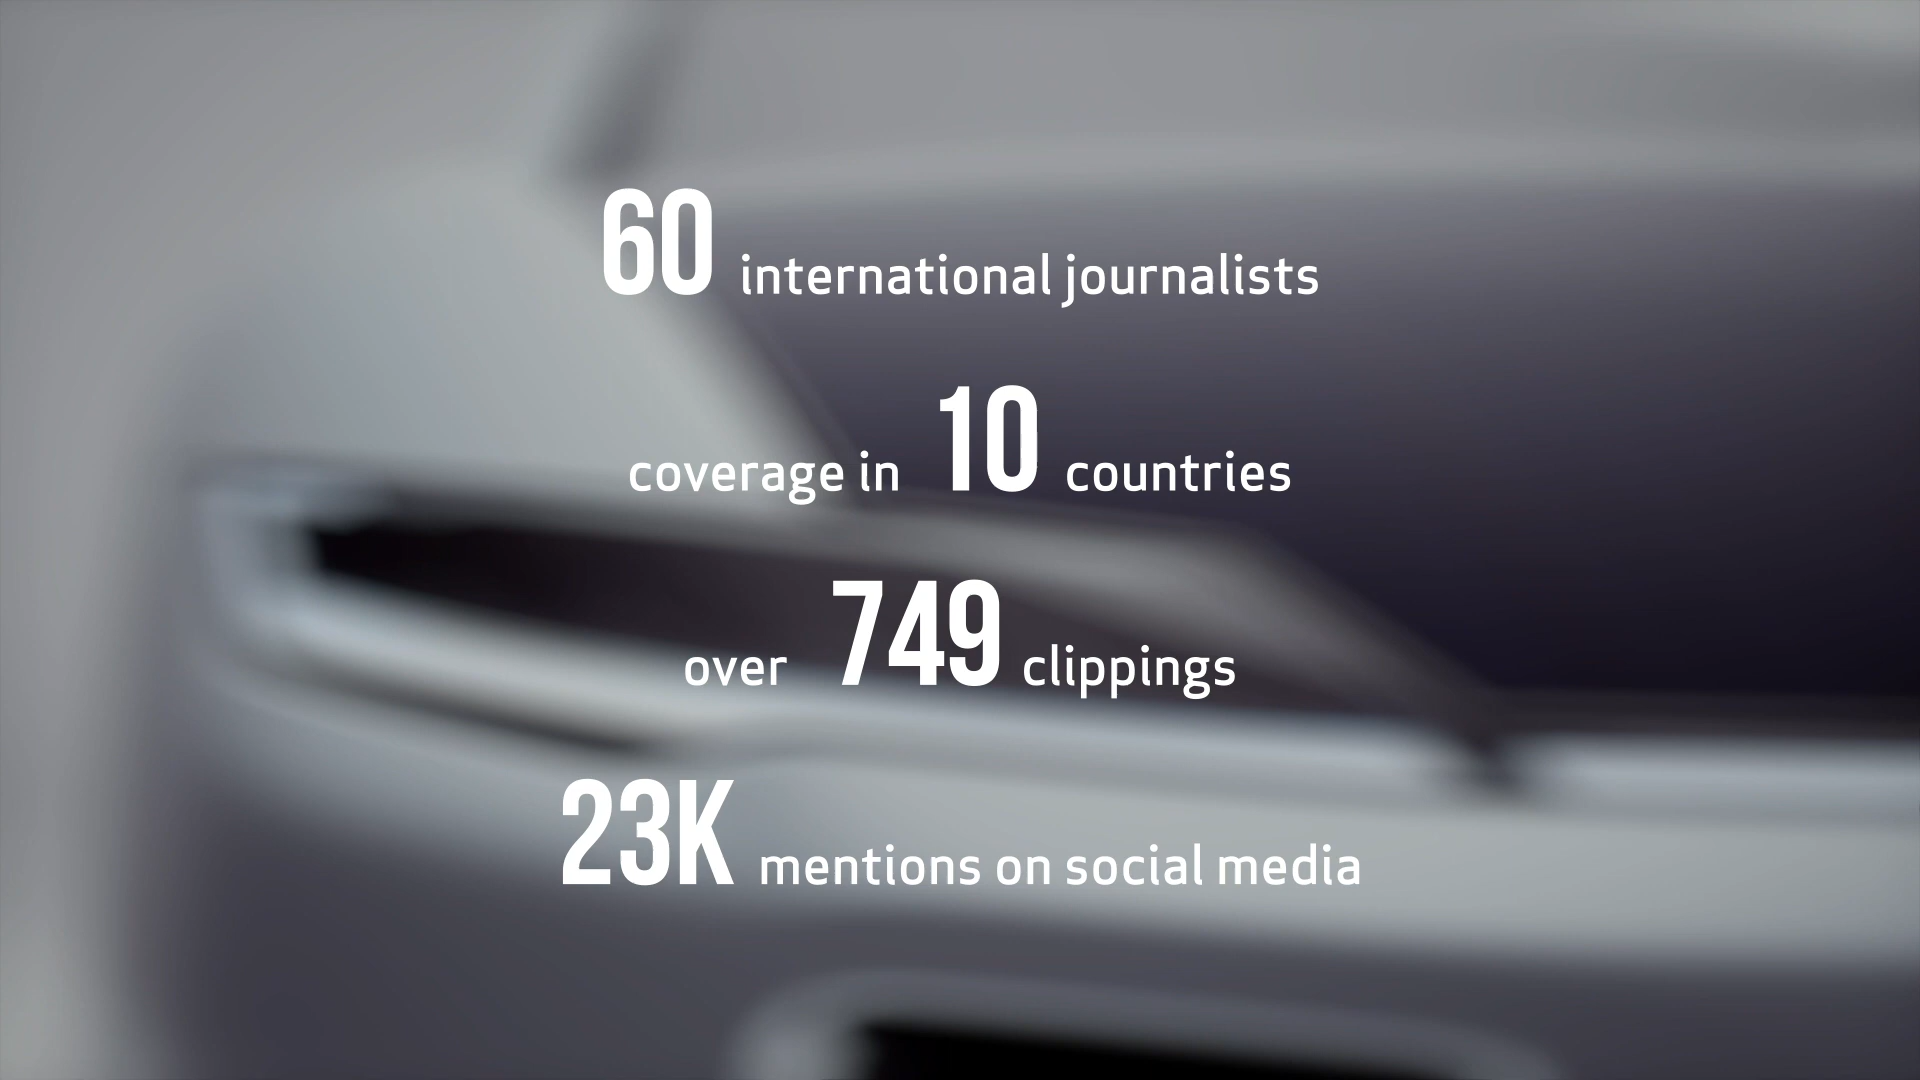 60 international journalists
coverage in 10 countries
over 749 clippings
23K mentions on social media